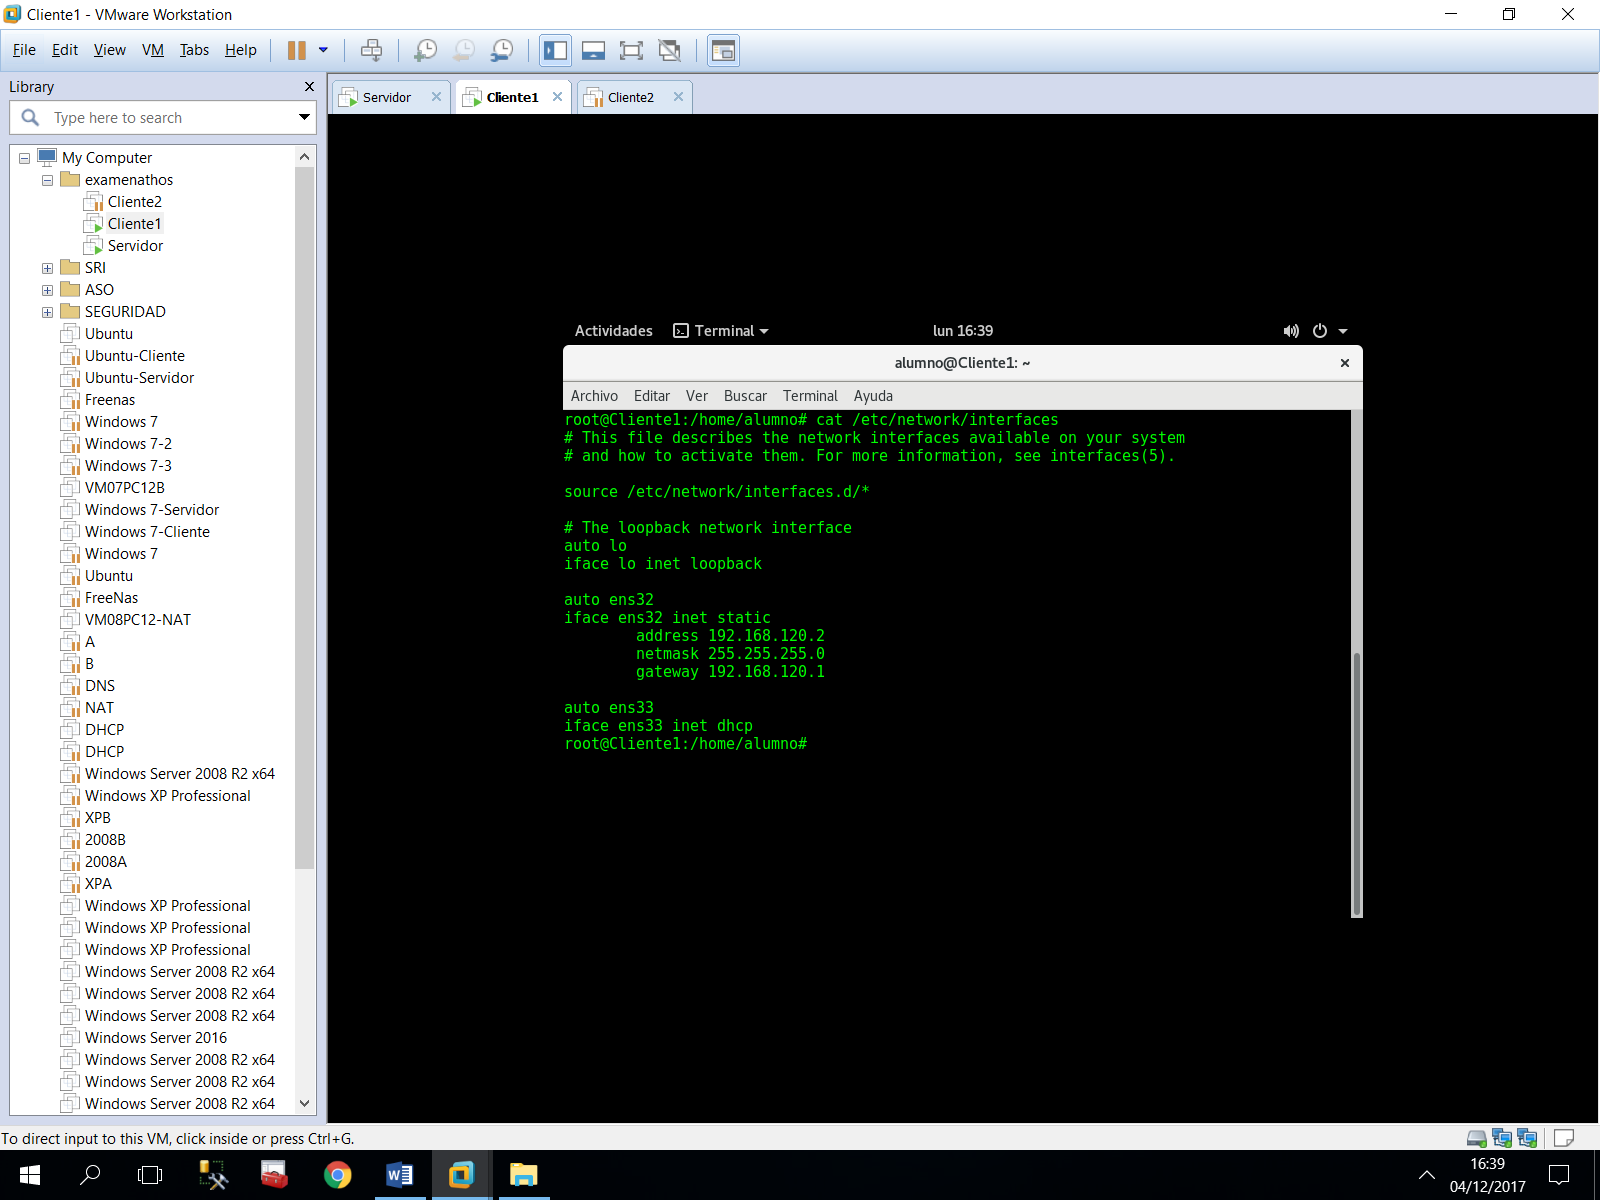 Cliente1 - VMware Workstation
File Edit View VM Tabs Help
Library
Type here to search
My Computer
examenathos
Cliente2
Cliente1
Servidor
SRI
ASO
SEGURIDAD
Ubuntu
Ubuntu-Cliente
Ubuntu-Servidor
Freenas
Windows 7
Windows 7-2
Windows 7-3
VM07PC12B
Windows 7-Servidor
Windows 7-Cliente
Windows 7
Ubuntu
FreeNas
VM08PC12-NAT
A
B
DNS
NAT
DHCP
DHCP
Windows Server 2008 R2 x64
Windows XP Professional
XPB
2008B
2008A
XPA
Windows XP Professional
Windows XP Professional
Windows XP Professional
Windows Server 2008 R2 x64
Windows Server 2008 R2 x64
Windows Server 2008 R2 x64
Windows Server 2016
Windows Server 2008 R2 x64
Windows Server 2008 R2 x64
Windows Server 2008 R2 x64
Servidor Cliente1 Cliente2
Actividades Terminal lun 16:39
alumno@Cliente1: ~
Archivo Editar Ver Buscar Terminal Ayuda
root@Cliente1:/home/alumno# cat /etc/network/interfaces
# This file describes the network interfaces available on your system
# and how to activate them. For more information, see interfaces(5).
source /etc/network/interfaces.d/*
# The loopback network interface
auto lo
iface lo inet loopback
auto ens32
iface ens32 inet static
address 192.168.120.2
netmask 255.255.255.0
gateway 192.168.120.1
auto ens33
iface ens33 inet dhcp
root@Cliente1:/home/alumno#
To direct input to this VM, click inside or press Ctrl+G.
16:39
04/12/2017